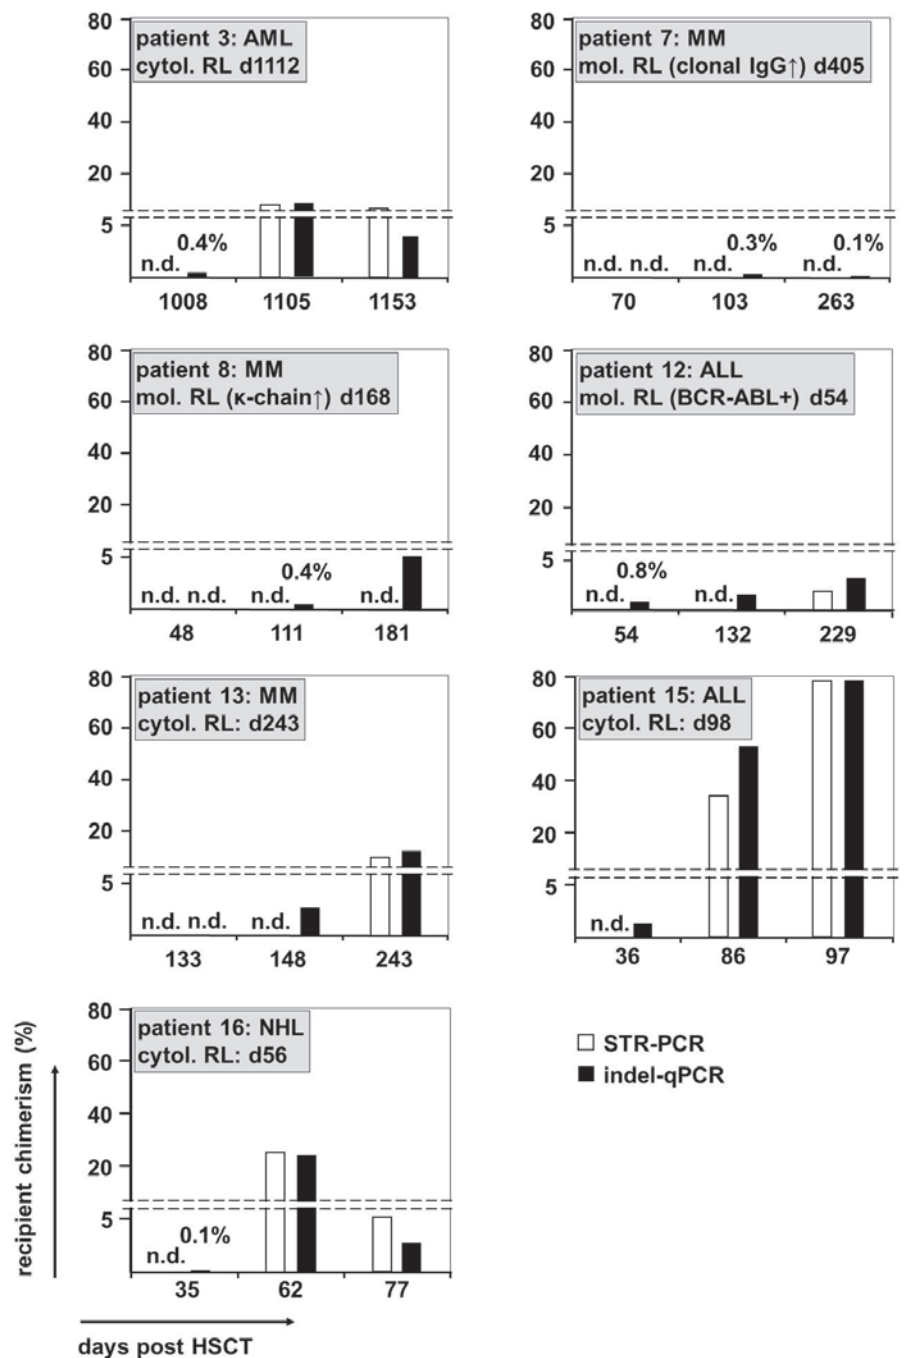 patient 3: AML
cytol. RL d1112
80
60
40
20
5
n.d.
0.4%
1008
1105
1153
patient 7: MM
mol. RL (clonal IgG↑) d405
80
60
40
20
5
n.d. n.d.
n.d.
0.3%
n.d.
0.1%
70
103
263
patient 8: MM
mol. RL (κ-chain↑) d168
80
60
40
20
5
n.d. n.d.
n.d.
0.4%
n.d.
48
111
181
patient 12: ALL
mol. RL (BCR-ABL+) d54
80
60
40
20
5
n.d.
0.8%
n.d.
54
132
229
patient 13: MM
cytol. RL: d243
80
60
40
20
5
n.d. n.d.
n.d.
133
148
243
patient 15: ALL
cytol. RL: d98
80
60
40
20
5
n.d.
36
86
97
patient 16: NHL
cytol. RL: d56
80
60
40
20
5
n.d.
0.1%
35
62
77
STR-PCR
indel-qPCR
recipient chimerism (%)
days post HSCT